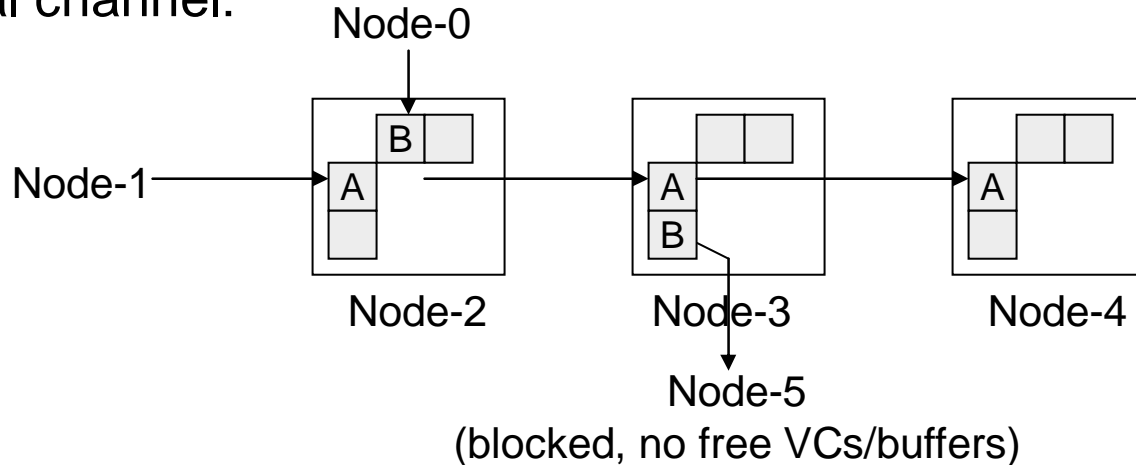 al channel.
Node-0
B
Node-1
A
A
A
B
Node-2
Node-3
Node-4
Node-5
(blocked, no free VCs/buffers)